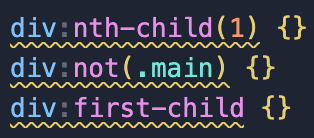 div:nth-child(1) {}
div:not(.main) {}
div:first-child {}